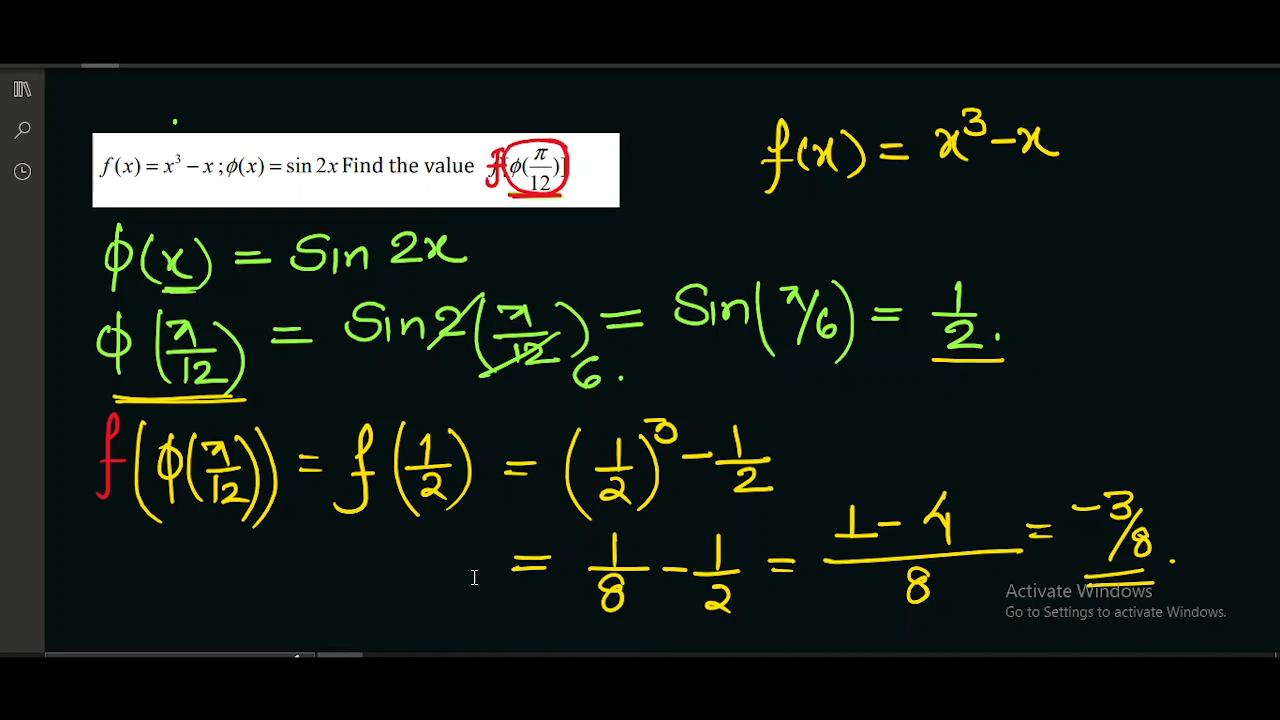 f(x) = x³ − x ; ϕ(x) = sin 2x Find the value f[ϕ(π/12)]
f(x) = x³ − x
ϕ(x) = Sin 2x
ϕ(π/12) = Sin 2(π/12) 6. = Sin(π/6) = 1/2.
f(ϕ(π/12)) = f(1/2) = (1/2)³ − 1/2
= 1/8 − 1/2 = (1 − 4)/8 = −3/8.
Activate Windows
Go to Settings to activate Windows.